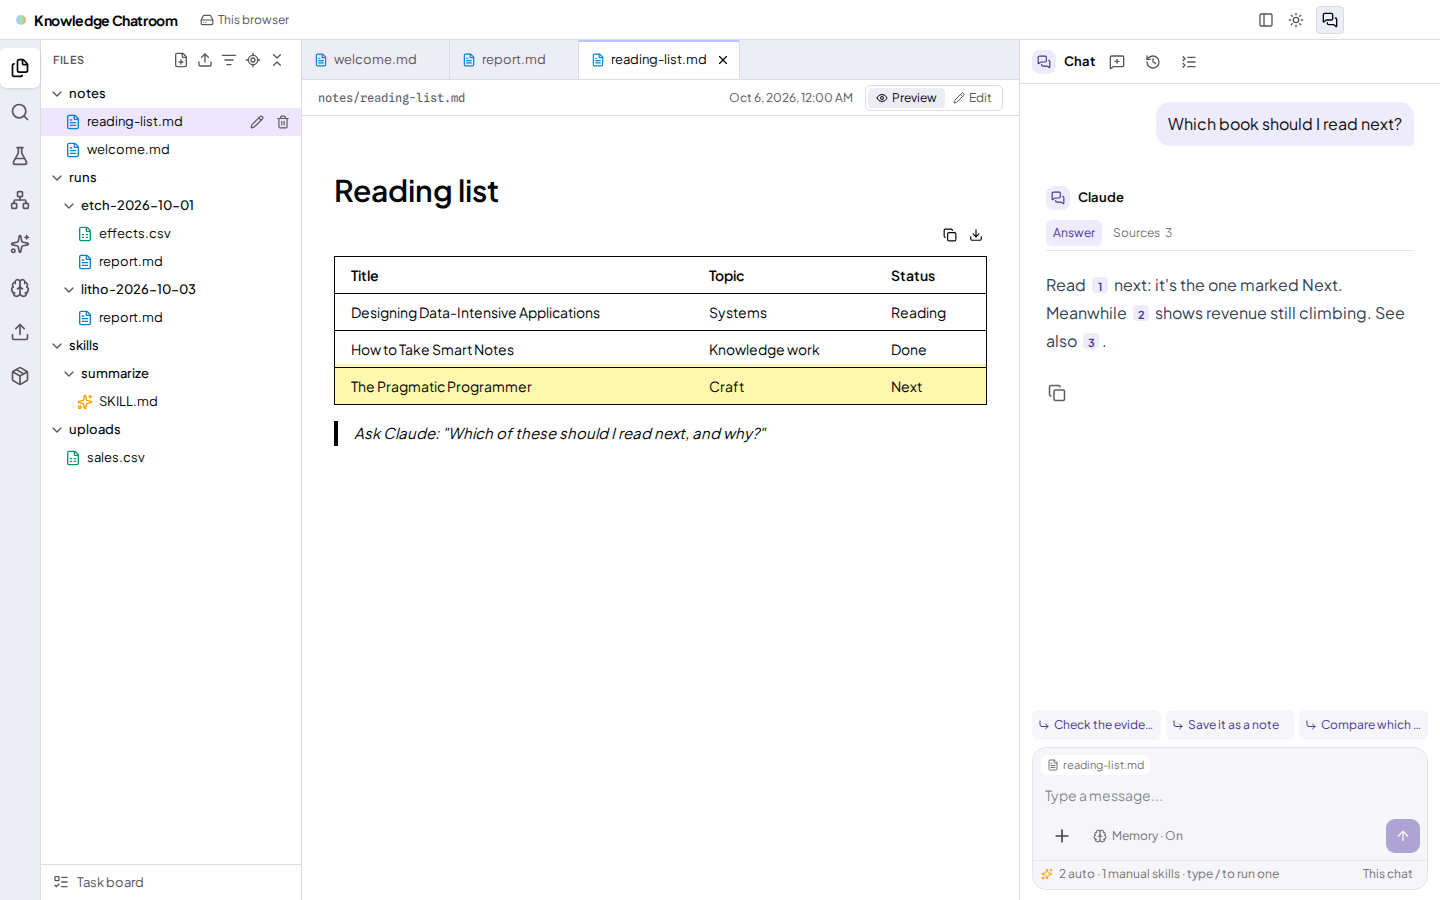 Knowledge Chatroom
This browser
FILES
notes
reading-list.md
welcome.md
runs
etch-2026-10-01
effects.csv
report.md
litho-2026-10-03
report.md
skills
summarize
SKILL.md
uploads
sales.csv
Task board
welcome.md
report.md
reading-list.md
notes/reading-list.md
Oct 6, 2026, 12:00 AM
Preview
Edit
Reading list
Title Topic Status
Designing Data-Intensive Applications Systems Reading
How to Take Smart Notes Knowledge work Done
The Pragmatic Programmer Craft Next
Ask Claude: "Which of these should I read next, and why?"
Chat
Which book should I read next?
Claude
Answer
Sources 3
Read 1 next: it's the one marked Next.
Meanwhile 2 shows revenue still climbing. See
also 3 .
Check the evide...
Save it as a note
Compare which ...
reading-list.md
Type a message...
Memory · On
2 auto · 1 manual skills · type / to run one
This chat